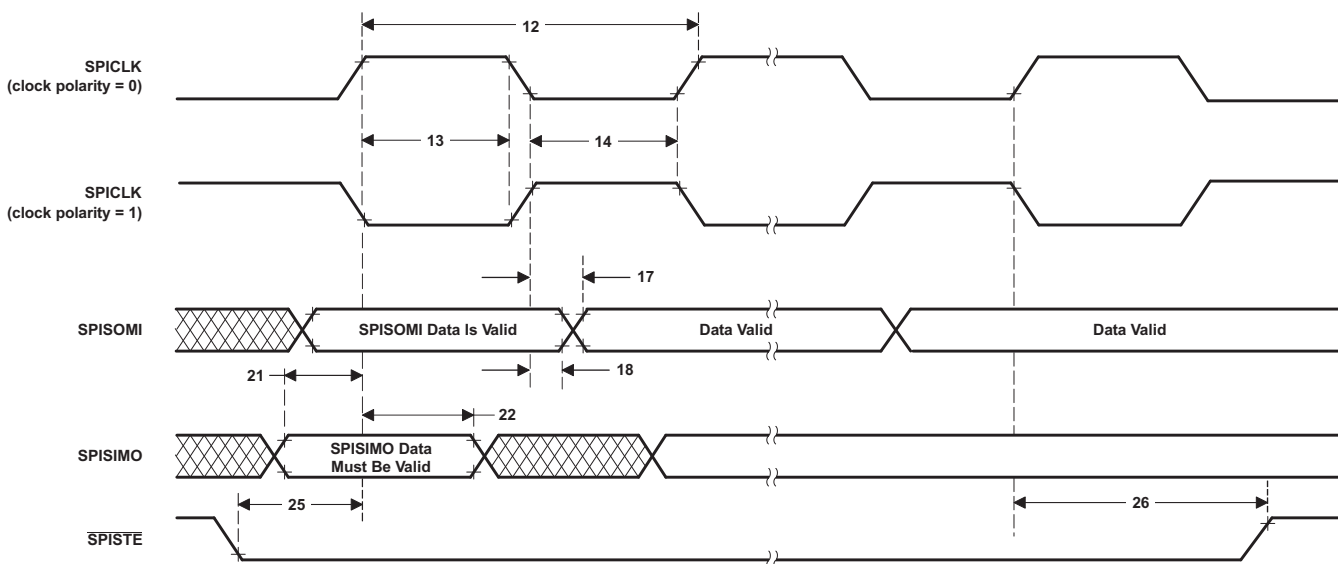 12
SPICLK
(clock polarity = 0)
13
14
SPICLK
(clock polarity = 1)
17
SPISOMI
SPISOMI Data Is Valid
Data Valid
Data Valid
21
18
22
SPISIMO
SPISIMO Data
Must Be Valid
25
26
SPISTE